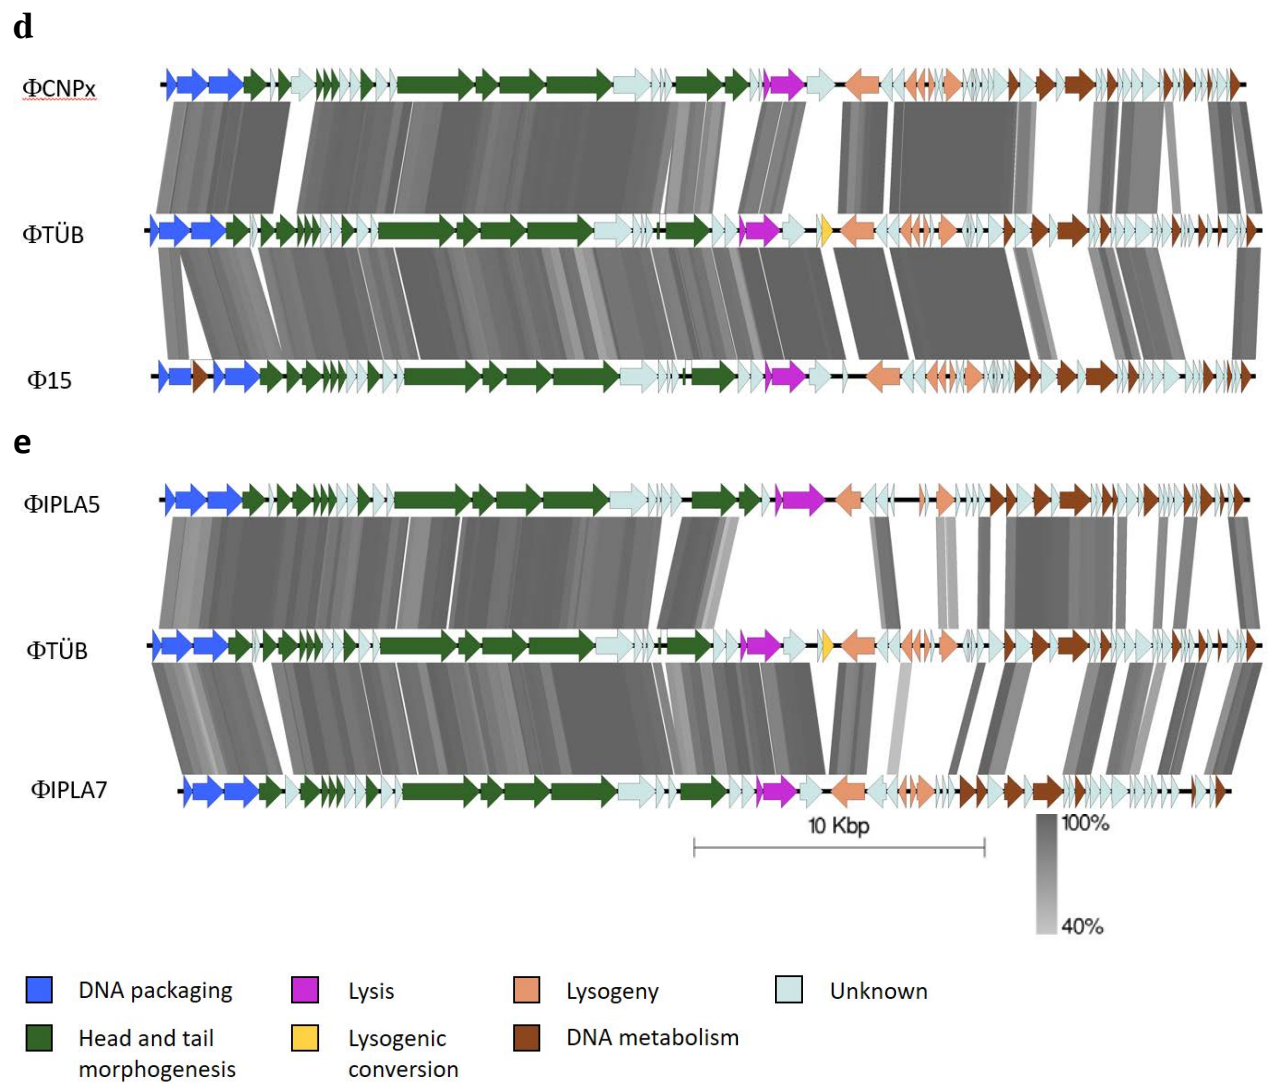 d
ΦCNPx
ΦTÜB
Φ15
e
ΦIPLA5
ΦTÜB
ΦIPLA7
10 Kbp
100%
40%
DNA packaging
Lysis
Lysogeny
Unknown
Head and tail
morphogenesis
Lysogenic
conversion
DNA metabolism